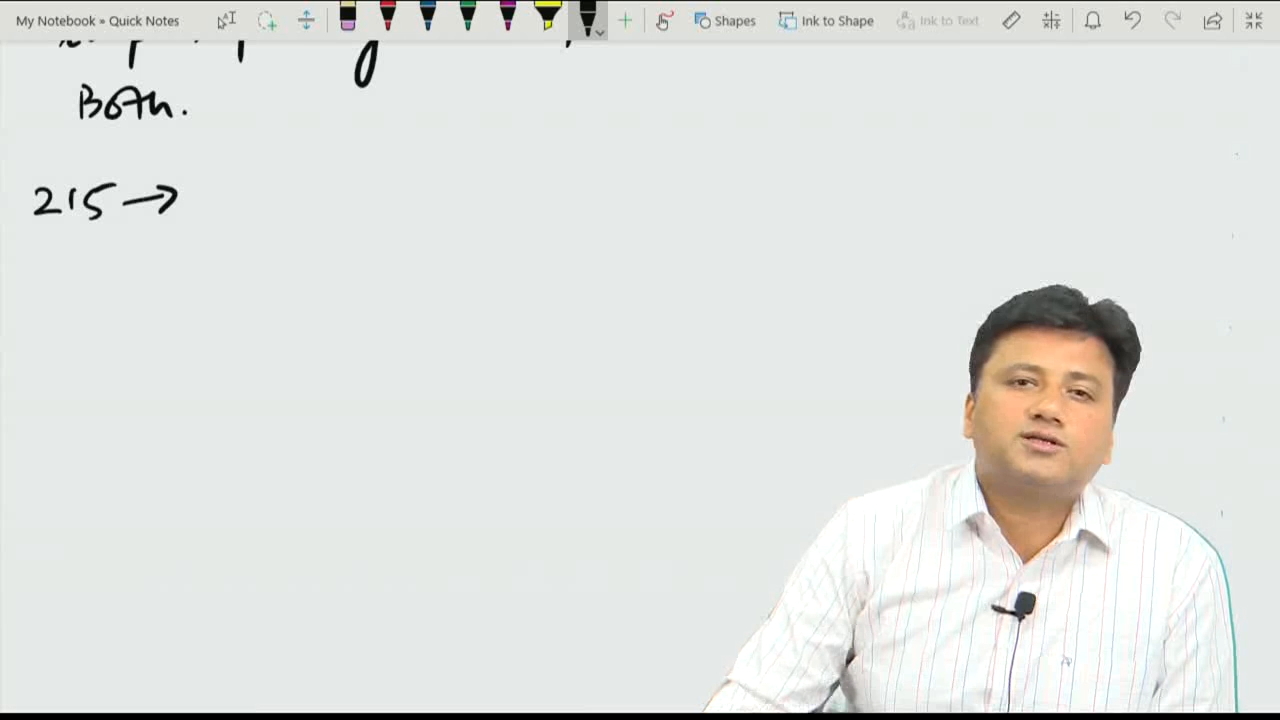 My Notebook » Quick Notes Shapes Ink to Shape Ink to Text
Both.
215 →